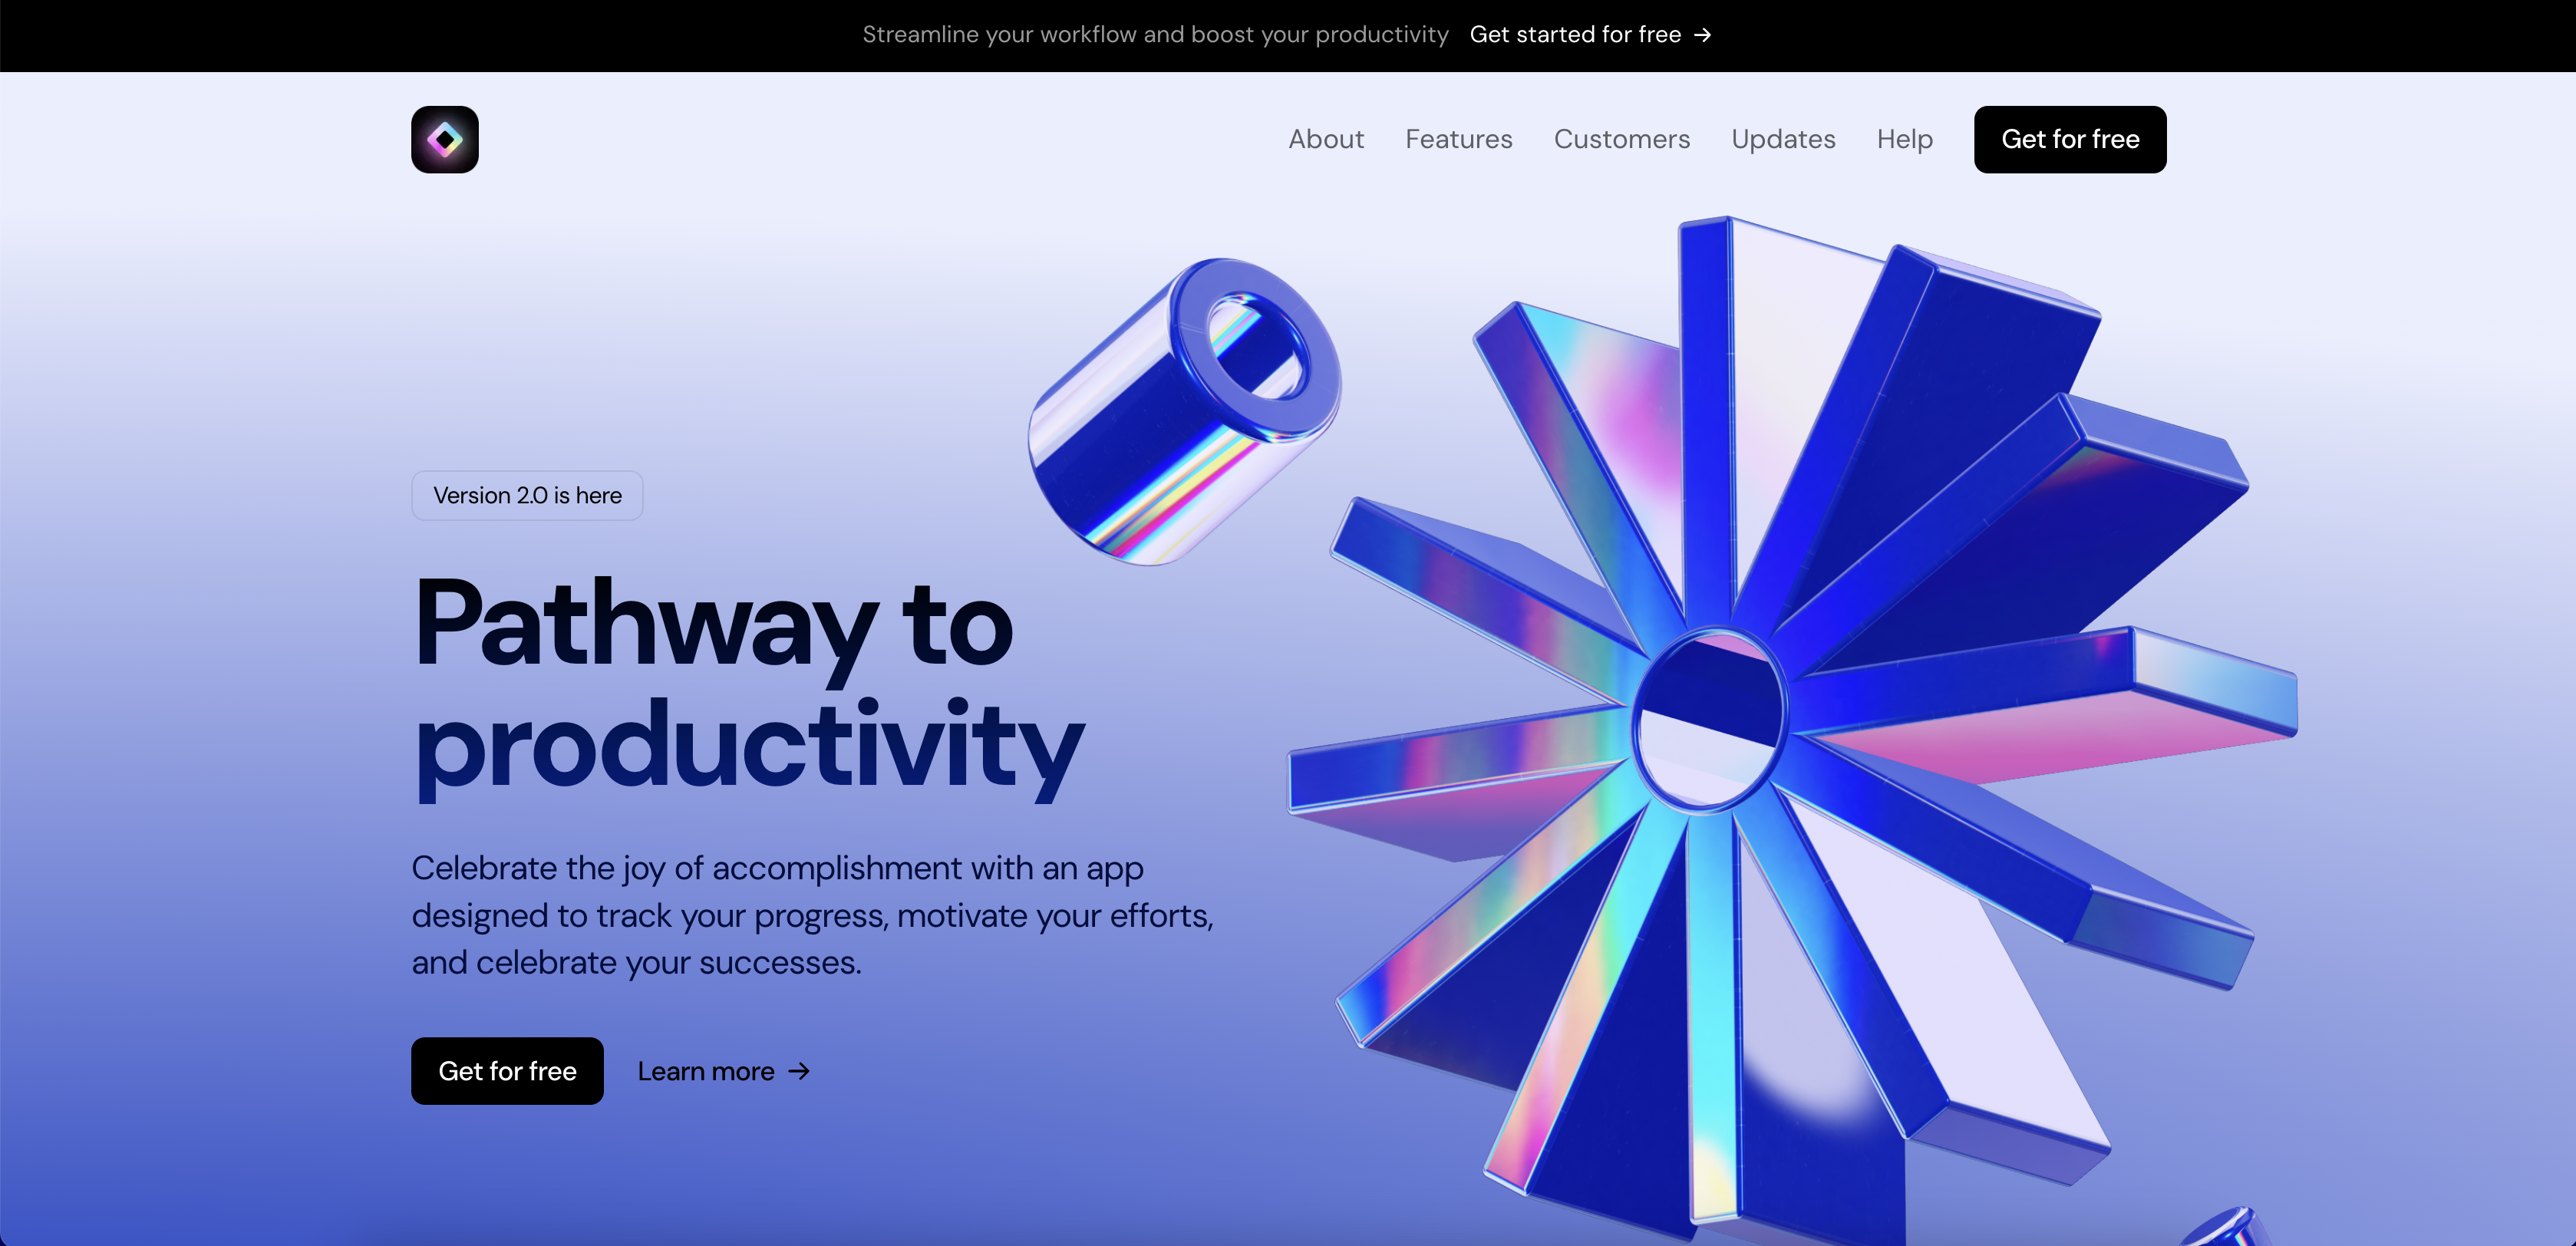 Streamline your workflow and boost your productivity Get started for free →
About Features Customers Updates Help Get for free
Version 2.0 is here
Pathway to
productivity
Celebrate the joy of accomplishment with an app
designed to track your progress, motivate your efforts,
and celebrate your successes.
Get for free Learn more →